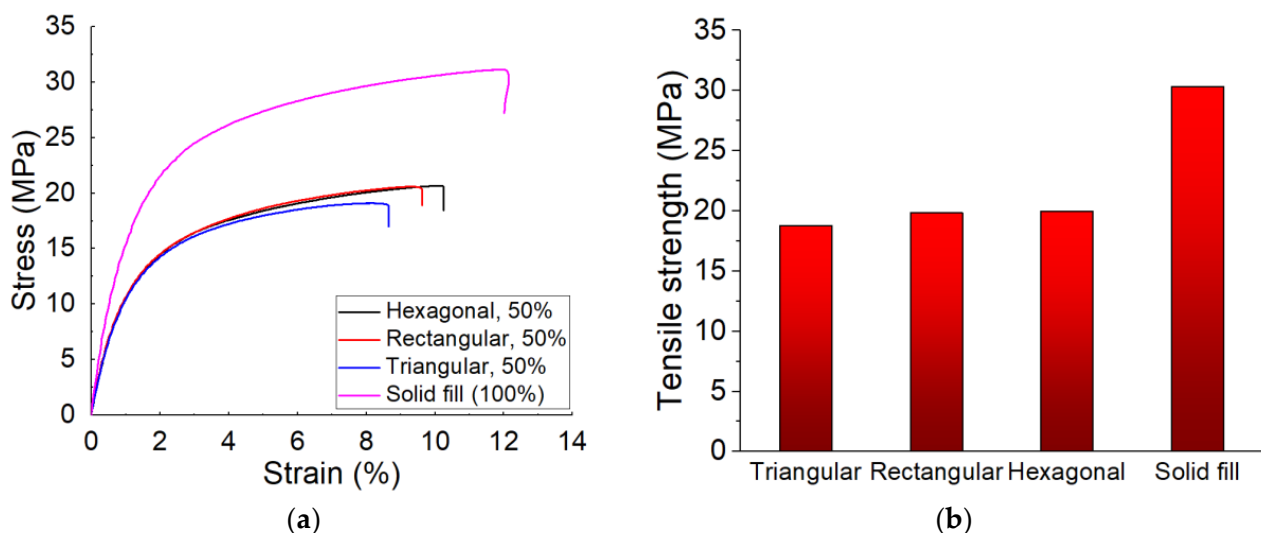 35
30
25
20
15
10
5
0
Stress (MPa)
Hexagonal, 50%
Rectangular, 50%
Triangular, 50%
Solid fill (100%)
0 2 4 6 8 10 12 14
Strain (%)
(a)
35
30
25
20
15
10
5
0
Tensile strength (MPa)
Triangular Rectangular Hexagonal Solid fill
(b)